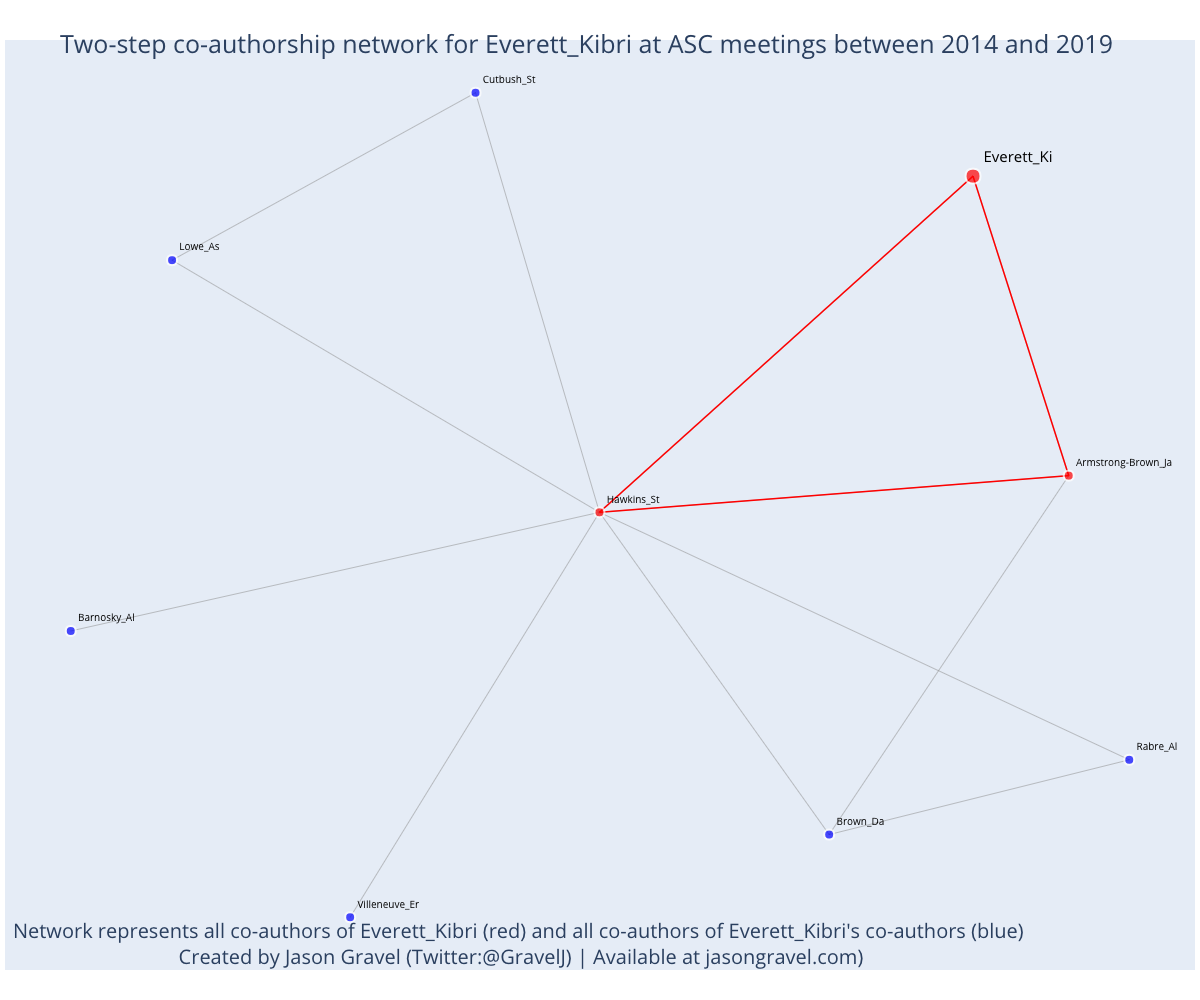 Two-step co-authorship network for Everett_Kibri at ASC meetings between 2014 and 2019
Cutbush_St
Everett_Ki
Lowe_As
Armstrong-Brown_Ja
Hawkins_St
Barnosky_Al
Rabre_Al
Brown_Da
Villeneuve_Er
Network represents all co-authors of Everett_Kibri (red) and all co-authors of Everett_Kibri's co-authors (blue)
Created by Jason Gravel (Twitter:@GravelJ) | Available at jasongravel.com)